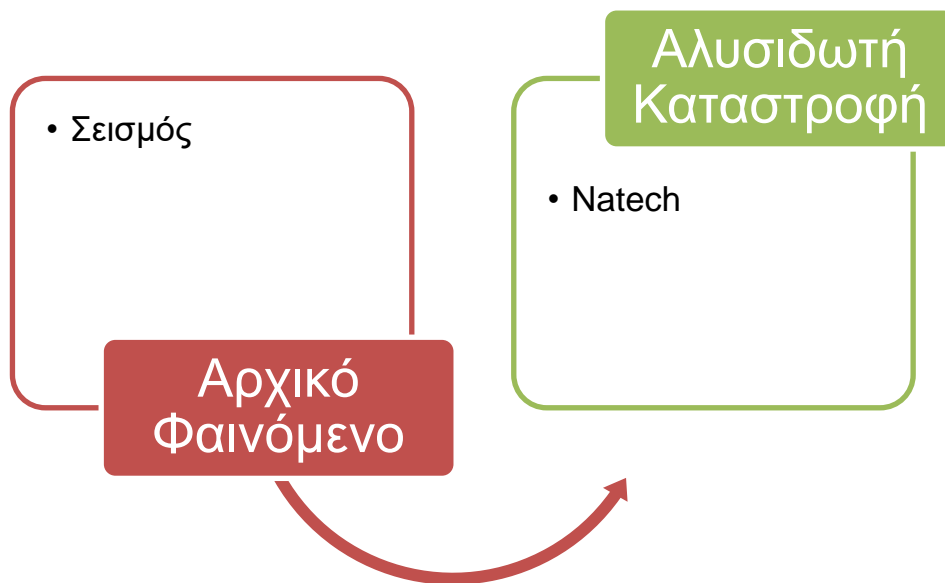 • Σεισμός
Αρχικό
Φαινόμενο
Αλυσιδωτή
Καταστροφή
• Natech